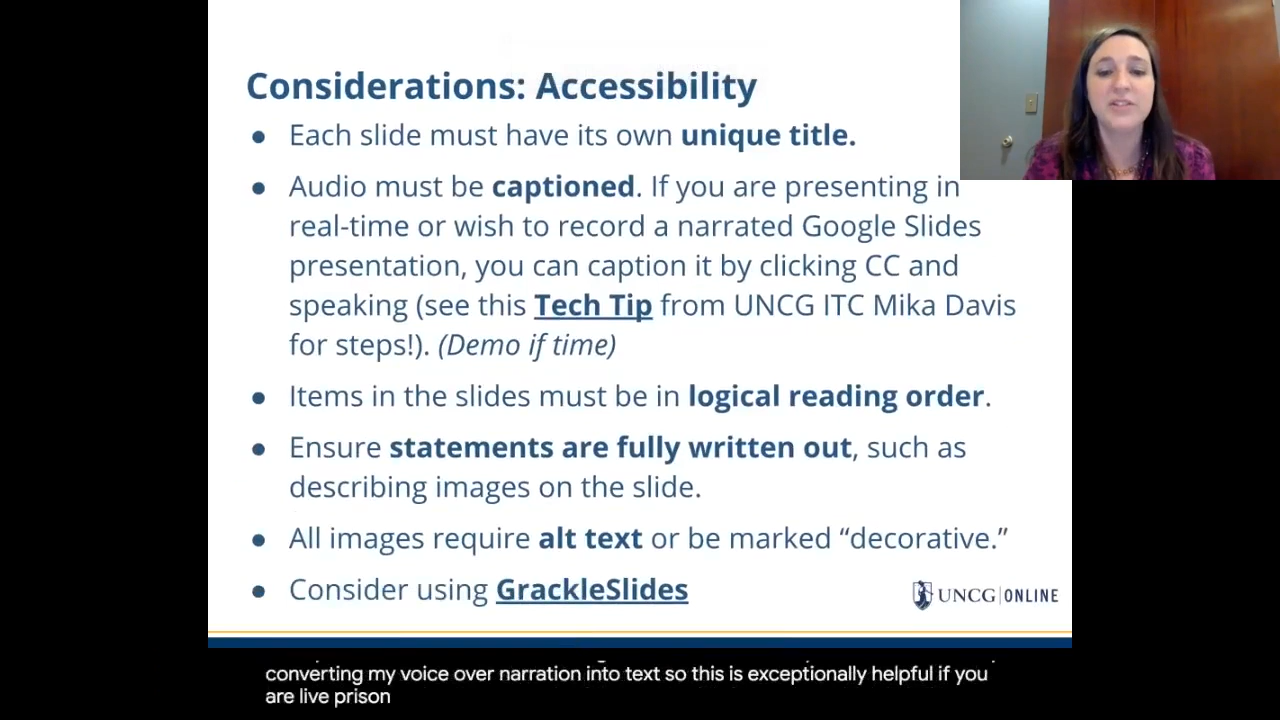 Considerations: Accessibility
● Each slide must have its own unique title.
● Audio must be captioned. If you are presenting in
real-time or wish to record a narrated Google Slides
presentation, you can caption it by clicking CC and
speaking (see this Tech Tip from UNCG ITC Mika Davis
for steps!). (Demo if time)
● Items in the slides must be in logical reading order.
● Ensure statements are fully written out, such as
describing images on the slide.
● All images require alt text or be marked “decorative.”
● Consider using GrackleSlides
UNCG | ONLINE
converting my voice over narration into text so this is exceptionally helpful if you
are live prison